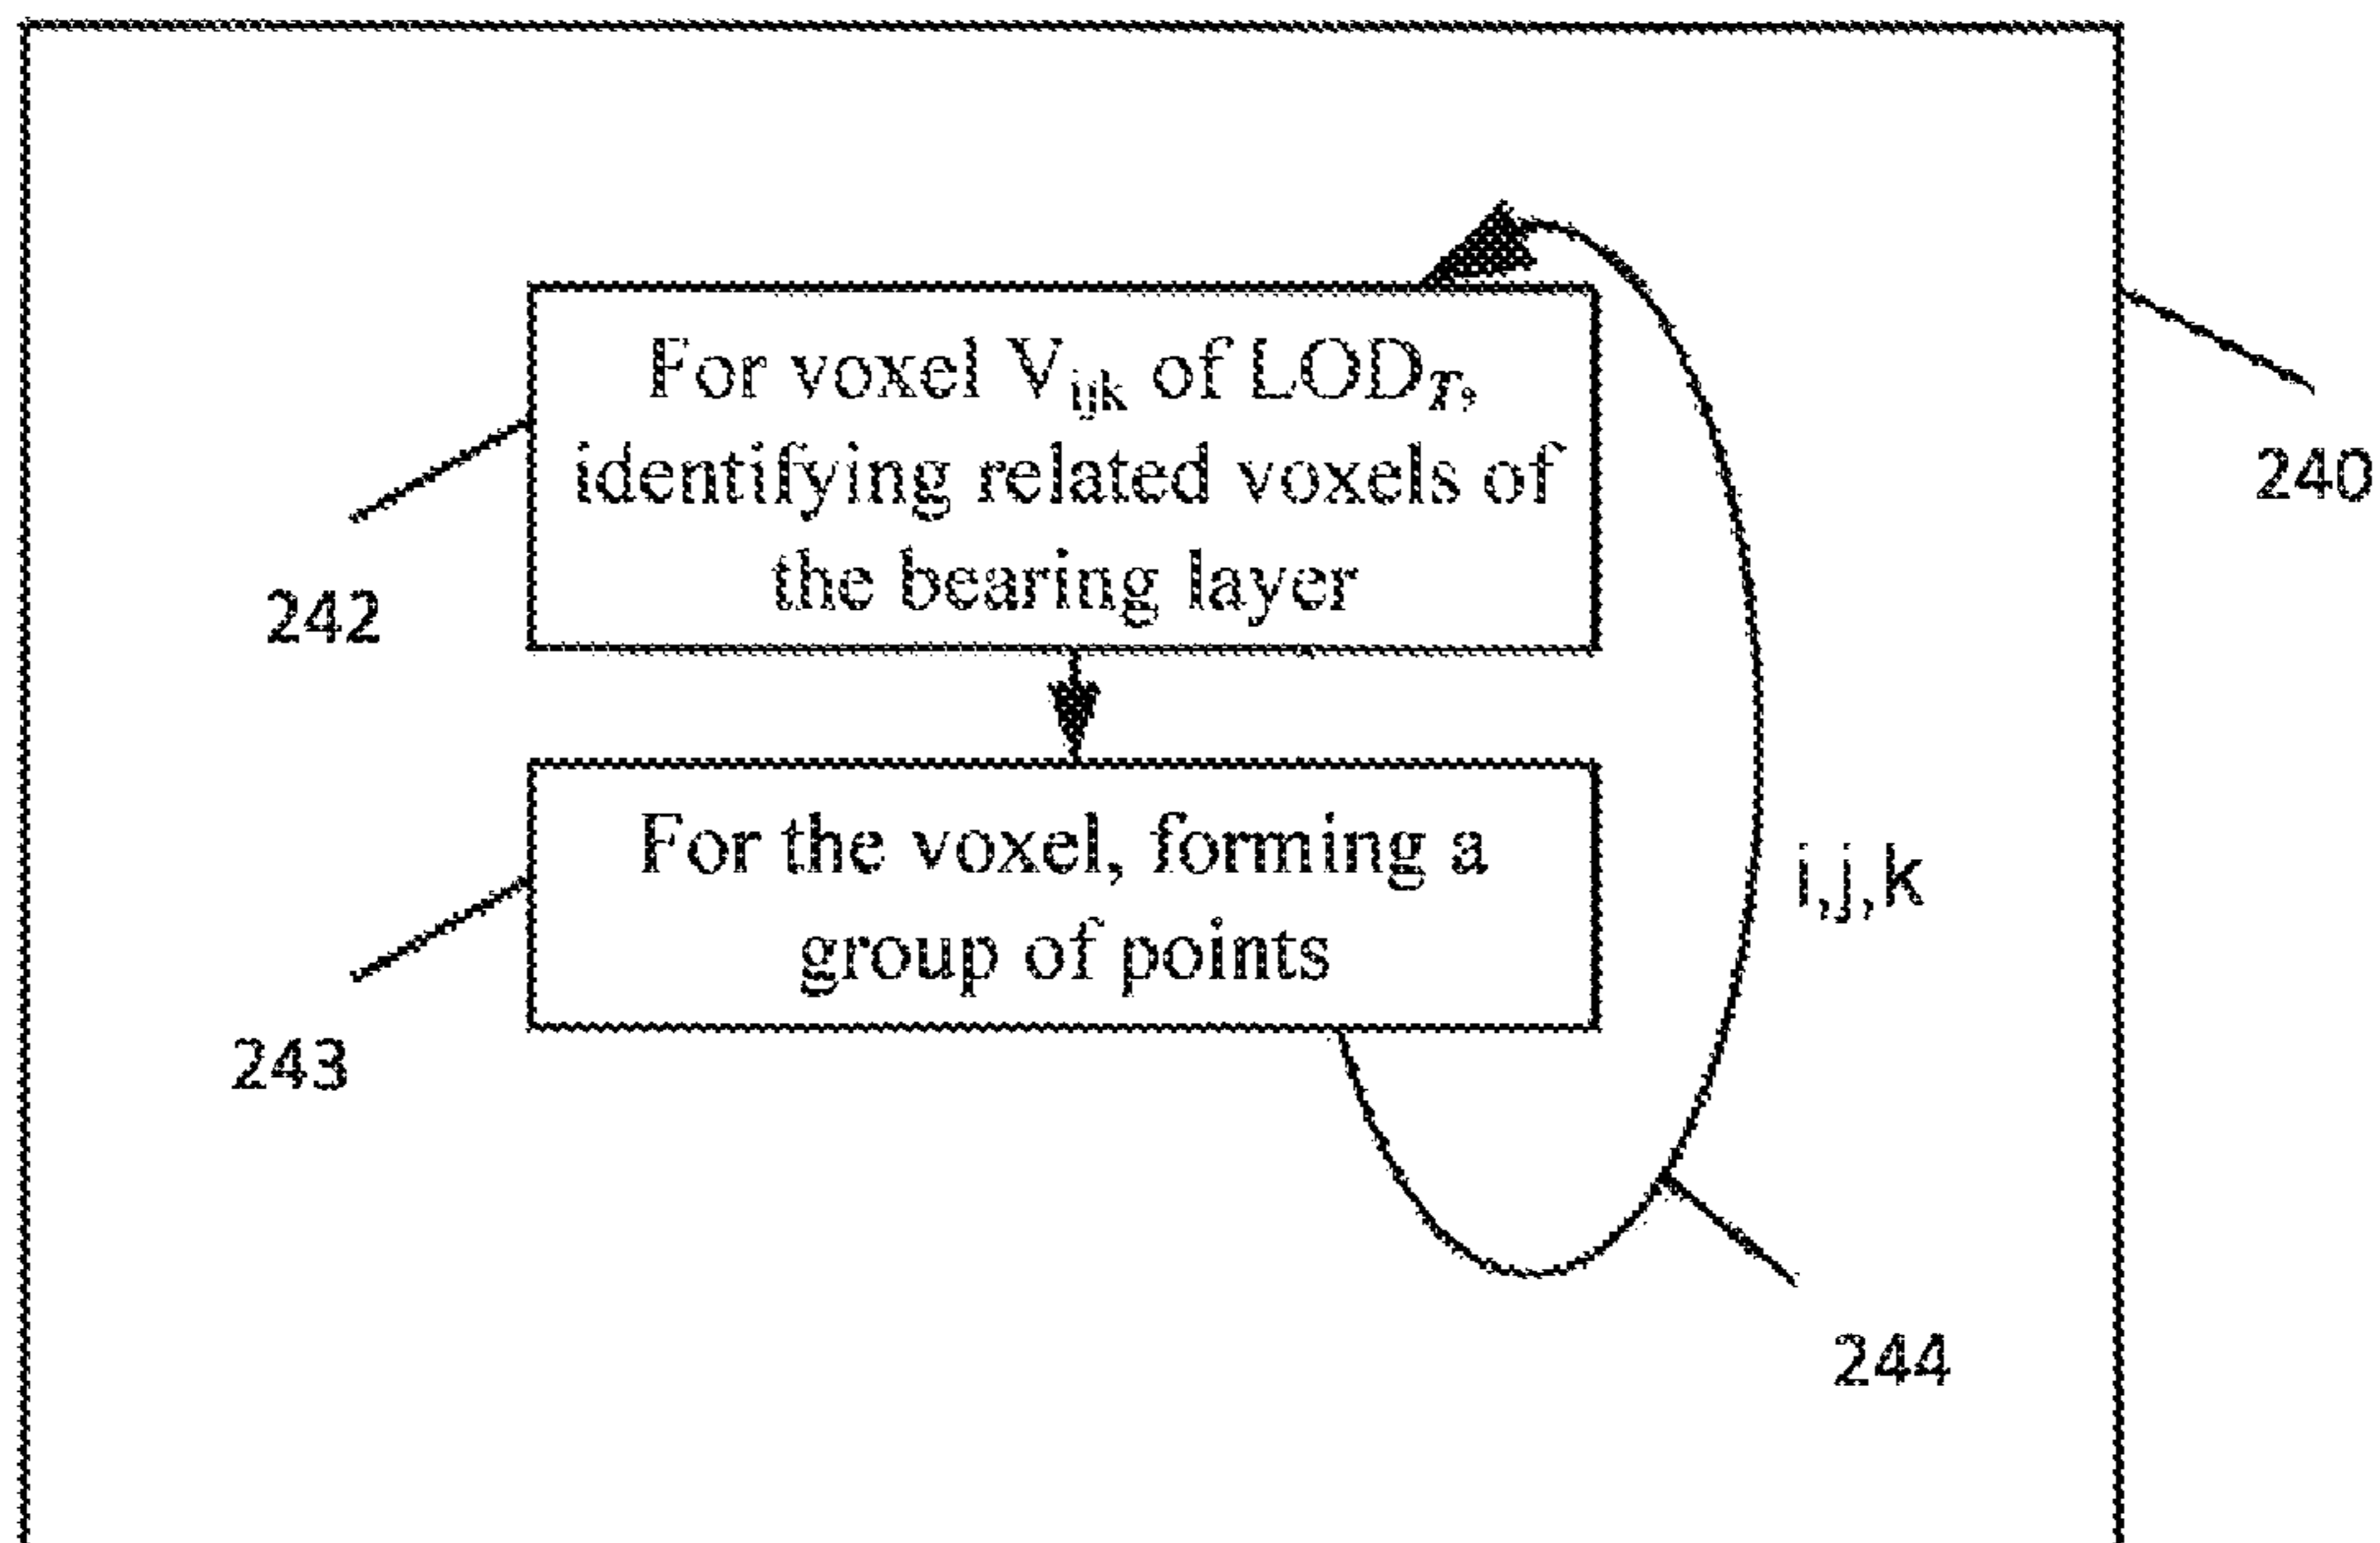 For voxel Vijk of LODT,
identifying related voxels of
the bearing layer
240
242
For the voxel, forming a
group of points
i,j,k
243
244